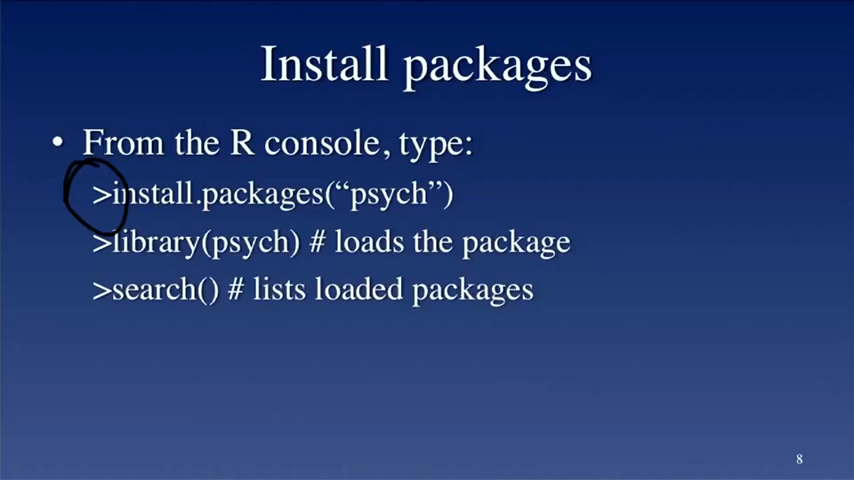 Install packages
• From the R console, type:
>install.packages(“psych”)
>library(psych) # loads the package
>search() # lists loaded packages
8